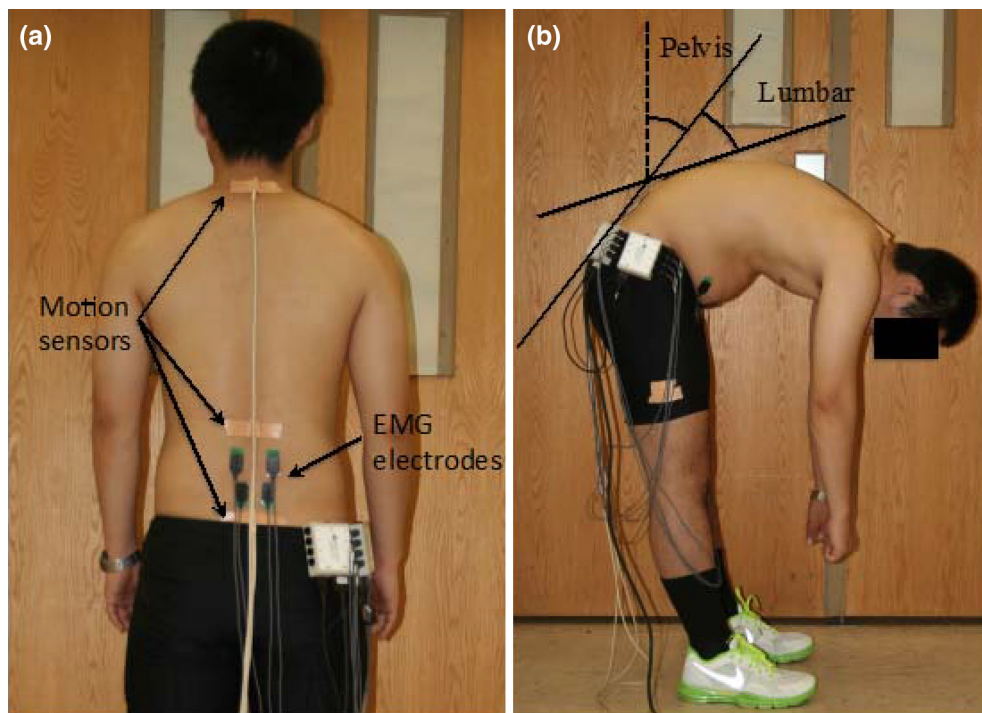 (a)
Motion
sensors
EMG
electrodes
(b)
Pelvis
Lumbar